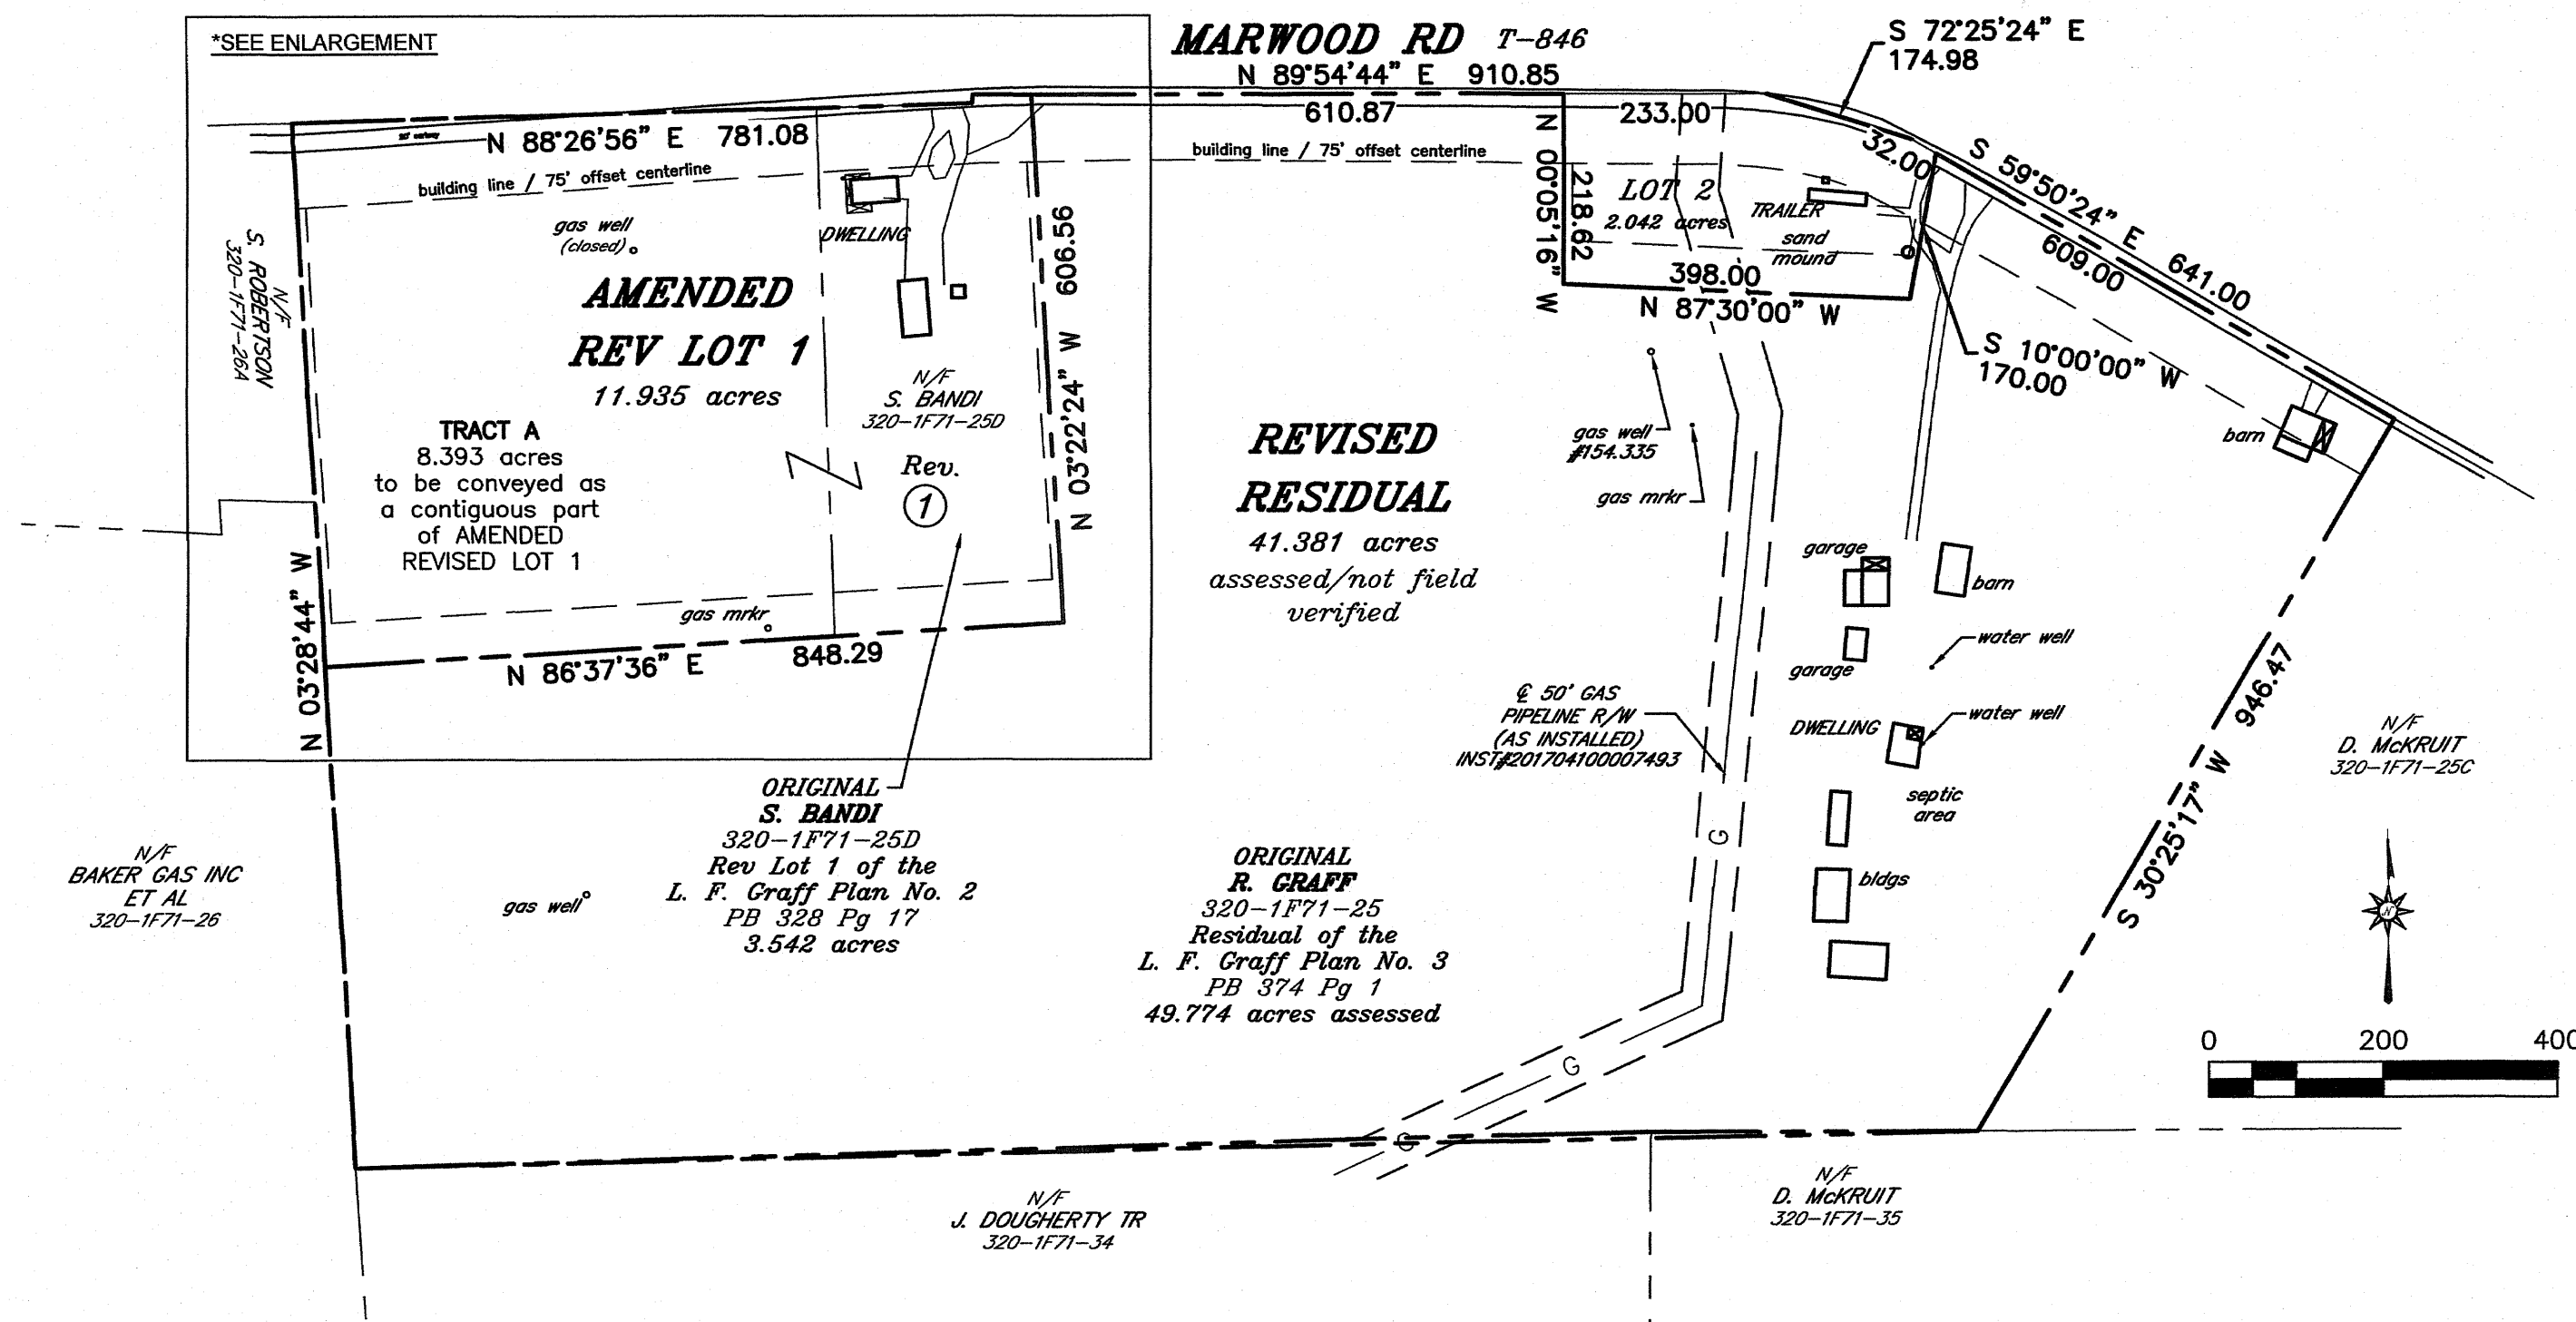 *SEE ENLARGEMENT
MARWOOD RD T-846
N 89°54'44" E 910.85
610.87
233.00
S 72°25'24" E
174.98
N 88°26'56" E 781.08
building line / 75' offset centerline
building line / 75' offset centerline
32.00
S 59°50'24" E 641.00
609.00
N 00°05'16" W
218.62
LOT 2
2.042 acres
TRAILER
sand
mound
398.00
N 87°30'00" W
S 10°00'00" W
170.00
gas well
(closed)
DWELLING
AMENDED
REV LOT 1
11.935 acres
N 03°22'24" W 606.56
N/F
S. ROBERTSON
320-1F71-26A
N/F
S. BANDI
320-1F71-25D
Rev.
1
TRACT A
8.393 acres
to be conveyed as
a contiguous part
of AMENDED
REVISED LOT 1
gas mrkr
N 86°37'36" E 848.29
N 03°28'44" W
REVISED
RESIDUAL
41.381 acres
assessed/not field
verified
gas well
#154.335
gas mrkr
barn
garage
barn
garage
water well
water well
DWELLING
septic
area
bldgs
℄ 50' GAS
PIPELINE R/W
(AS INSTALLED)
INST#201704100007493
G
G
G
S 30°25'17" W 946.47
N/F
D. McKRUIT
320-1F71-25C
N
0 200 400
ORIGINAL
S. BANDI
320-1F71-25D
Rev Lot 1 of the
L. F. Graff Plan No. 2
PB 328 Pg 17
3.542 acres
ORIGINAL
R. GRAFF
320-1F71-25
Residual of the
L. F. Graff Plan No. 3
PB 374 Pg 1
49.774 acres assessed
N/F
BAKER GAS INC
ET AL
320-1F71-26
gas well
N/F
J. DOUGHERTY TR
320-1F71-34
N/F
D. McKRUIT
320-1F71-35